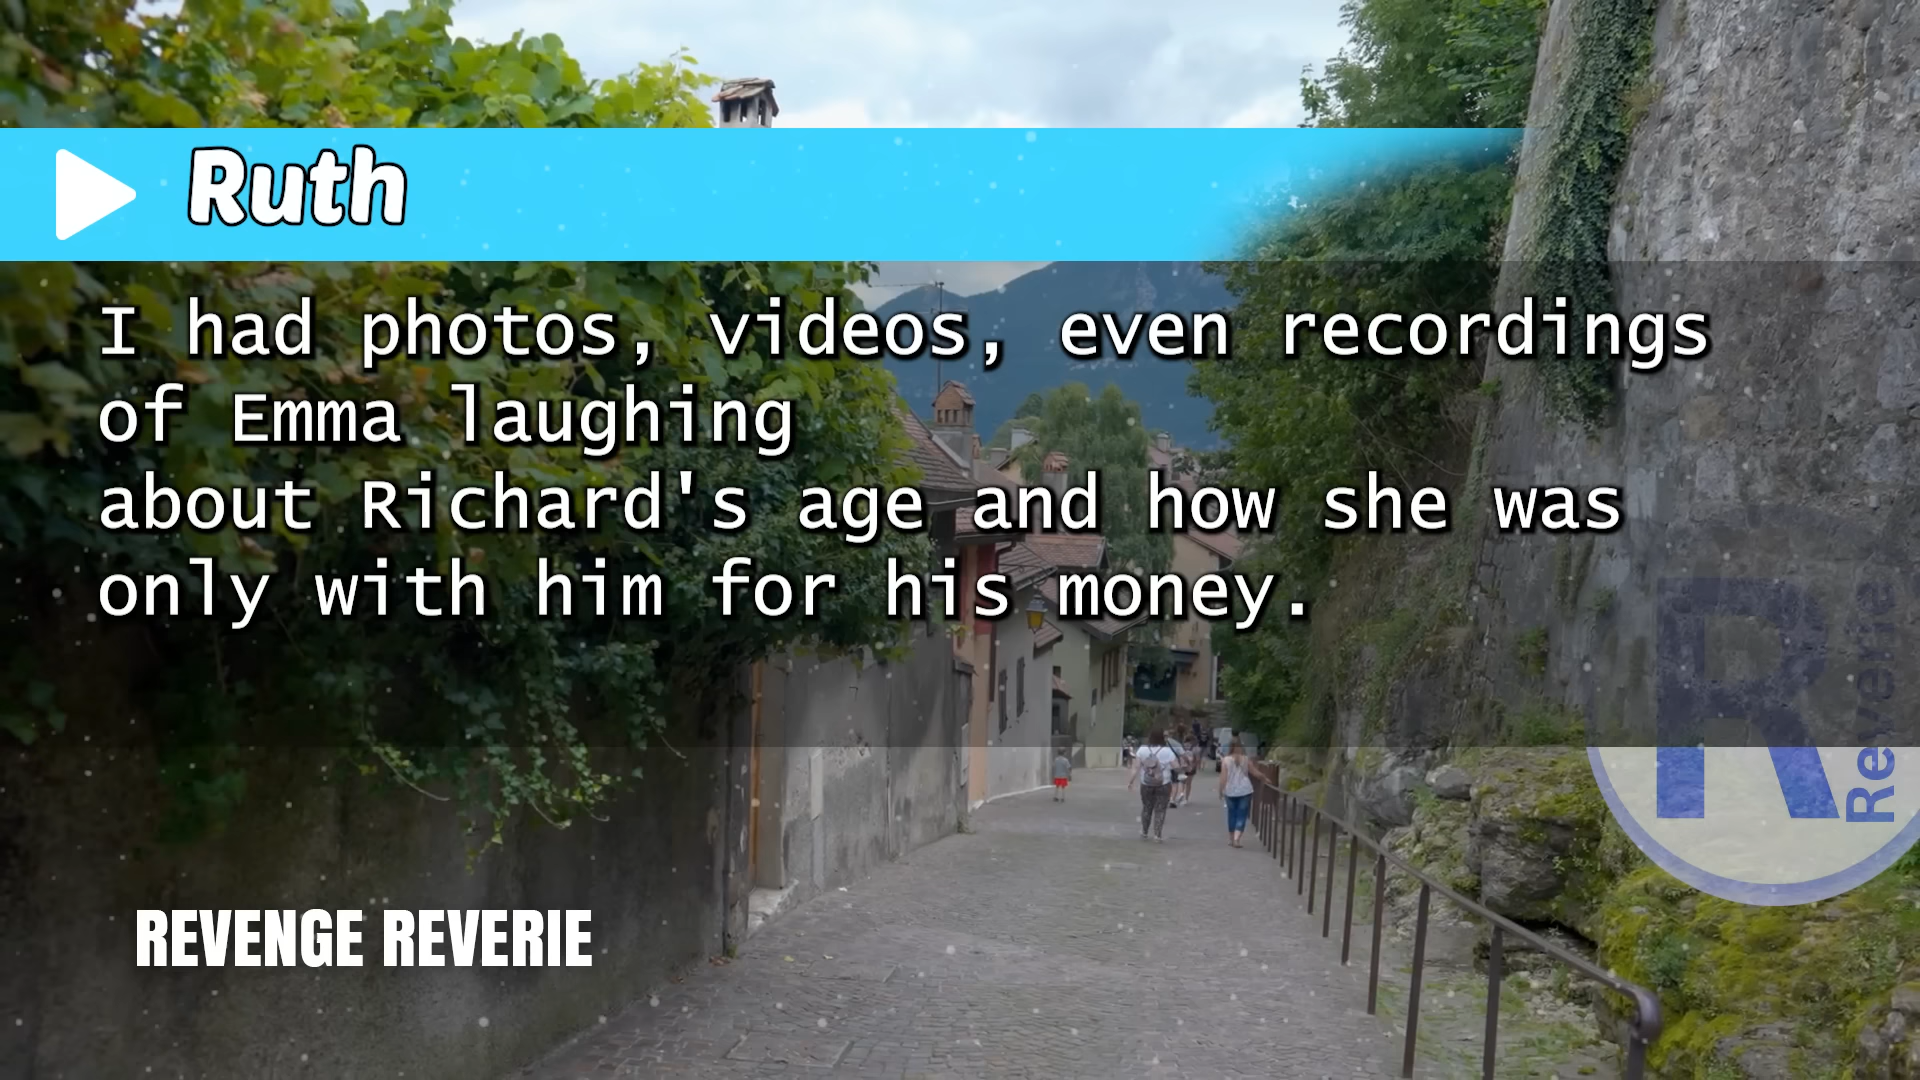 Ruth
I had photos, videos, even recordings
of Emma laughing
about Richard's age and how she was
only with him for his money.
R
Reverie
REVENGE REVERIE